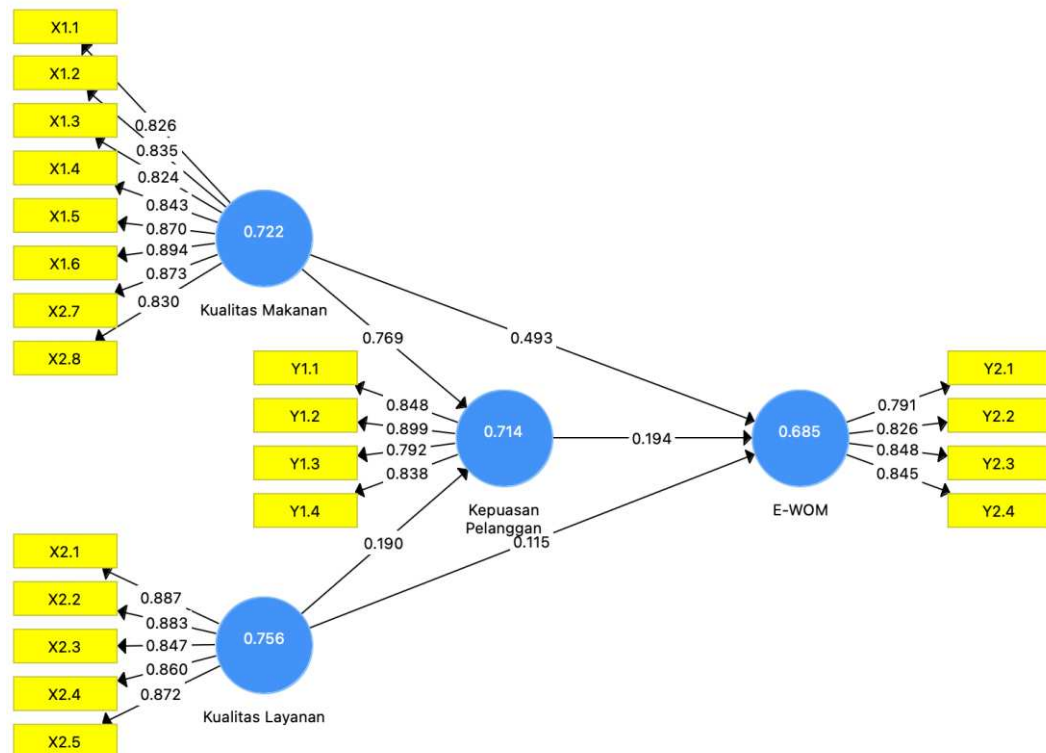 X1.1
X1.2
X1.3
X1.4
X1.5
X1.6
X2.7
X2.8
0.826
0.835
0.824
0.843
0.870
0.894
0.873
0.830
0.722
Kualitas Makanan
0.769
0.493
Y1.1
Y1.2
Y1.3
Y1.4
0.848
0.899
0.792
0.838
0.714
Kepuasan
Pelanggan
0.194
0.685
E-WOM
0.791
0.826
0.848
0.845
Y2.1
Y2.2
Y2.3
Y2.4
0.190
0.115
X2.1
X2.2
X2.3
X2.4
X2.5
0.887
0.883
0.847
0.860
0.872
0.756
Kualitas Layanan